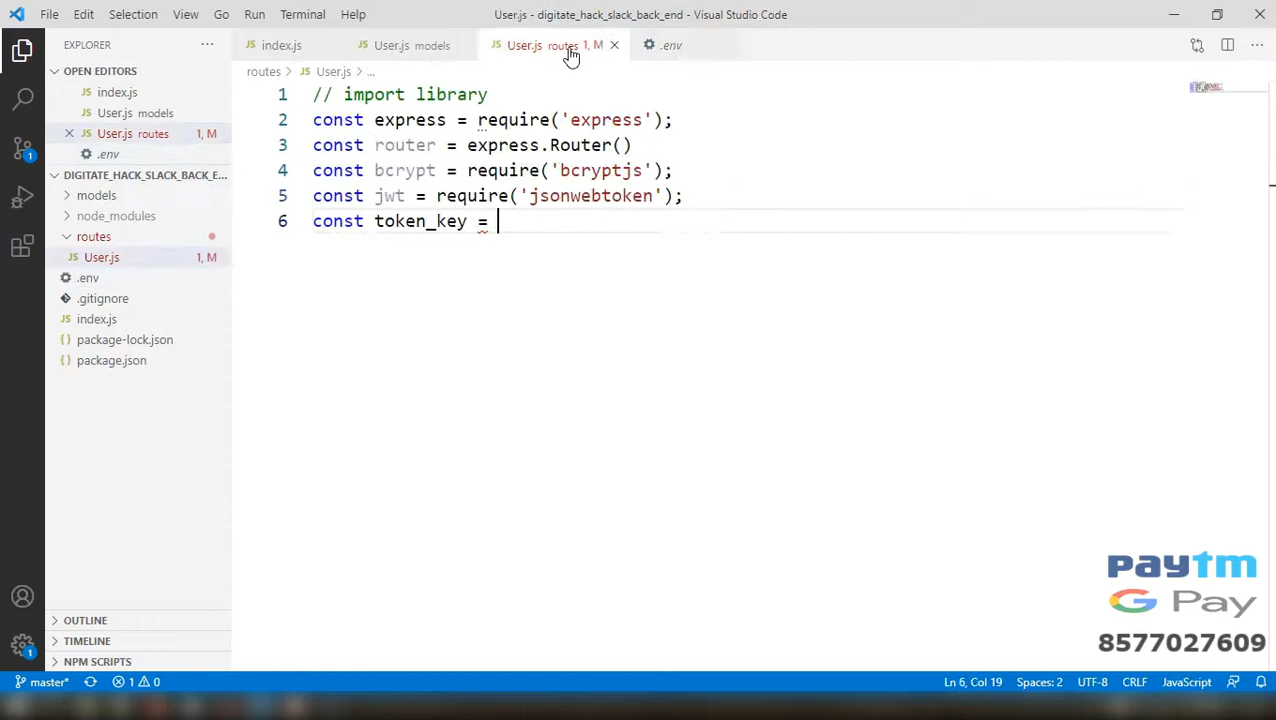 File Edit Selection View Go Run Terminal Help
User.js - digitate_hack_slack_back_end - Visual Studio Code
EXPLORER
OPEN EDITORS
index.js
User.js models
User.js routes 1, M
.env
DIGITATE_HACK_SLACK_BACK_E...
models
node_modules
routes
User.js 1, M
.env
.gitignore
index.js
package-lock.json
package.json
OUTLINE
TIMELINE
NPM SCRIPTS
index.js User.js models User.js routes 1, M .env
routes > User.js > ...
1 // import library
2 const express = require('express');
3 const router = express.Router()
4 const bcrypt = require('bcryptjs');
5 const jwt = require('jsonwebtoken');
6 const token_key =
paytm
G Pay
8577027609
1
1
master* 1 0 Ln 6, Col 19 Spaces: 2 UTF-8 CRLF JavaScript